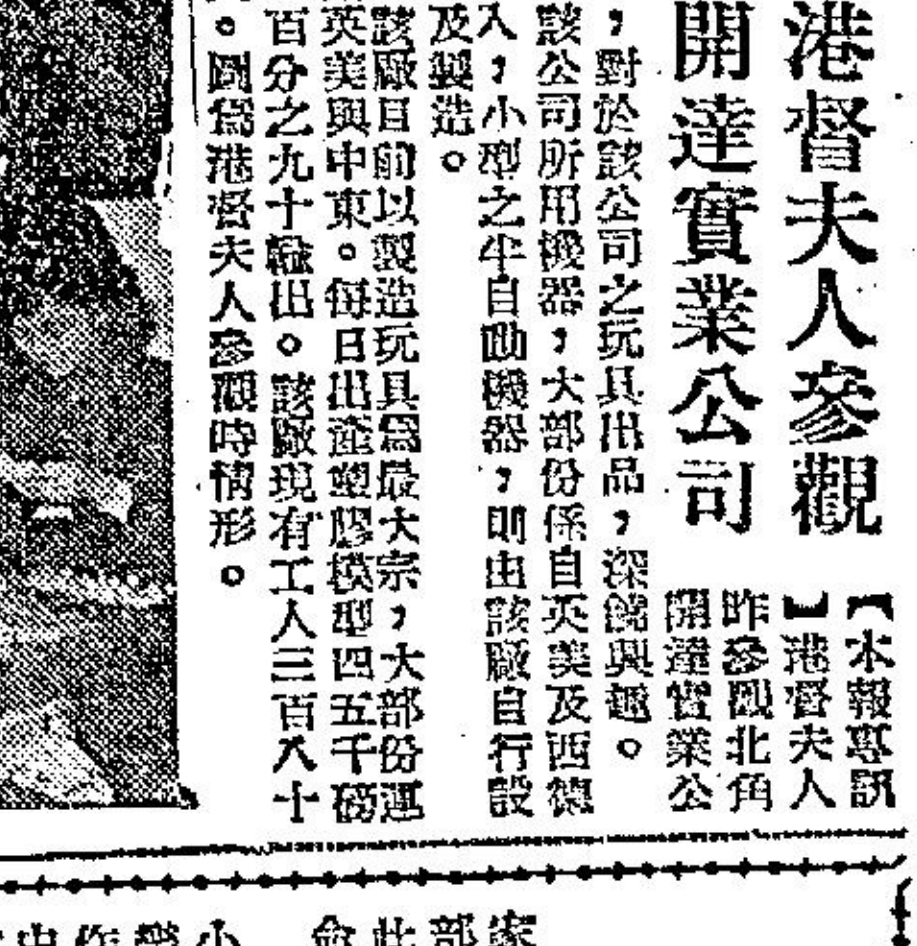 港督夫人參觀
開達實業公司
【本報專訊
】港督夫人
昨參觀北角
開達實業公
,對於該公司之玩具出品,深饒興趣。
該公司所用機器,大部份係自英美及西德
入,小型之半自動機器,則由該廠自行設
及製造。
該廠目前以製造玩具爲最大宗,大部份運
英美與中東。每日出產塑膠模型四五千磅
百分之九十輸出。該廠現有工人三百八十
。圖爲港督夫人參觀時情形。